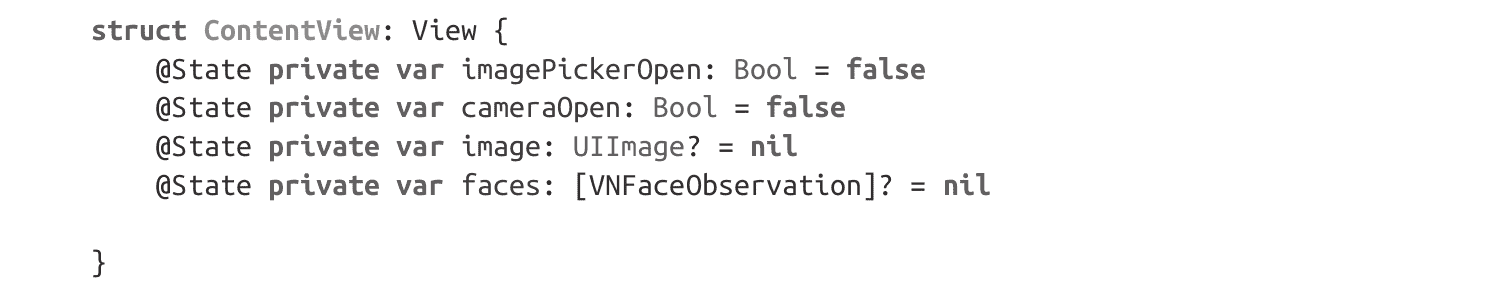 struct ContentView: View {
    @State private var imagePickerOpen: Bool = false
    @State private var cameraOpen: Bool = false
    @State private var image: UIImage? = nil
    @State private var faces: [VNFaceObservation]? = nil

}